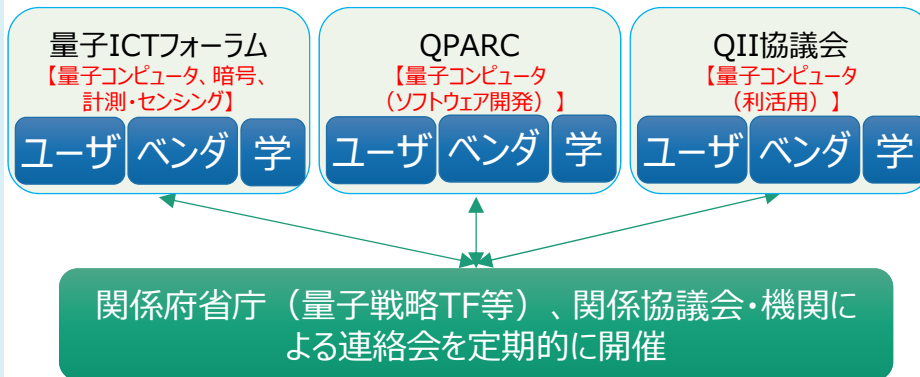 量子ICTフォーラム
【量子コンピュータ、暗号、
計測・センシング】
ユーザ ベンダ 学
QPARC
【量子コンピュータ
（ソフトウェア開発）】
ユーザ ベンダ 学
QII協議会
【量子コンピュータ
（利活用）】
ユーザ ベンダ 学
関係府省庁（量子戦略TF等）、関係協議会・機関に
よる連絡会を定期的に開催